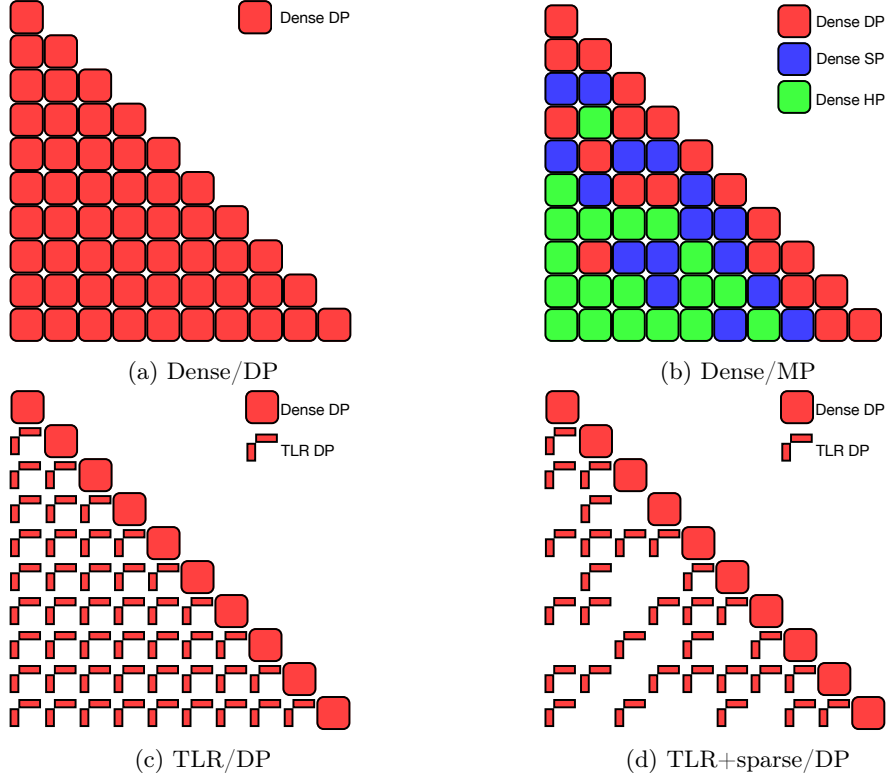 Dense DP
Dense DP
Dense SP
Dense HP
(a) Dense/DP
(b) Dense/MP
Dense DP
TLR DP
Dense DP
TLR DP
(c) TLR/DP
(d) TLR+sparse/DP